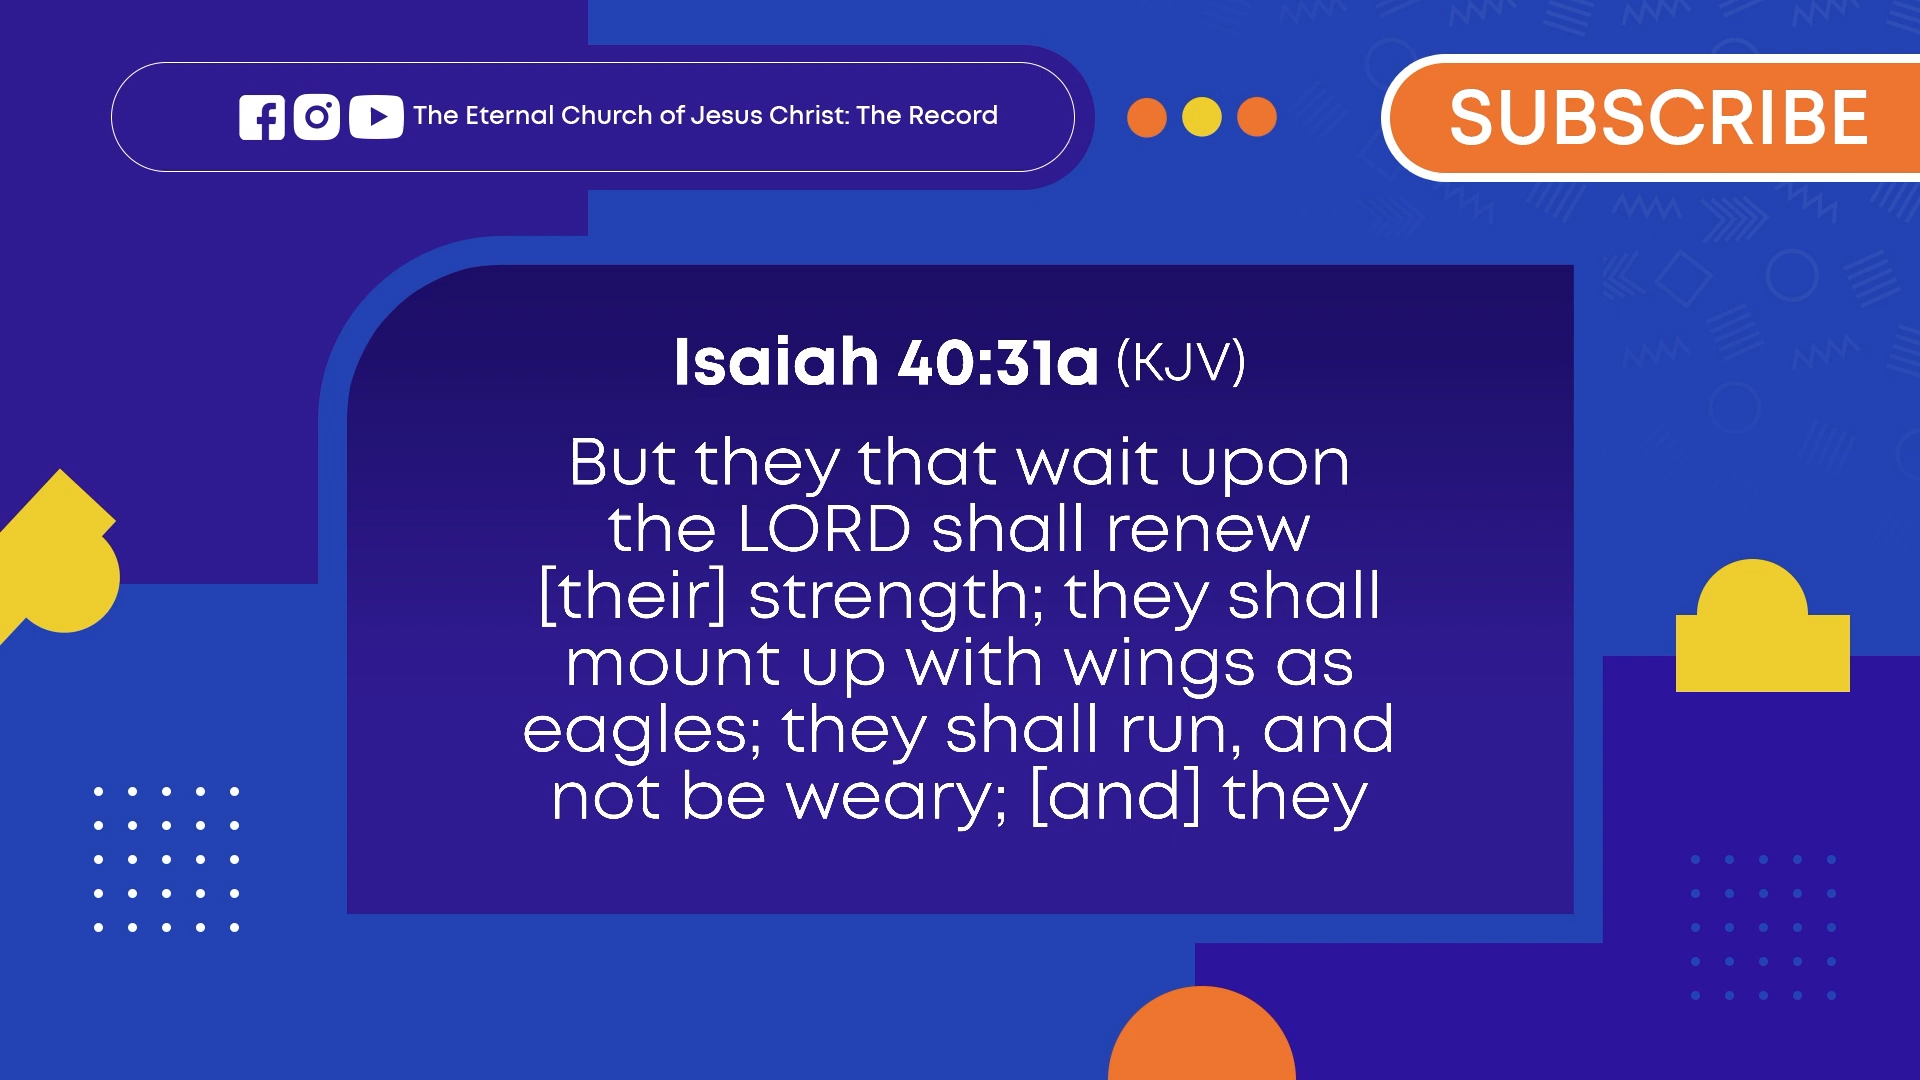 The Eternal Church of Jesus Christ: The Record
SUBSCRIBE
Isaiah 40:31a (KJV)
But they that wait upon
the LORD shall renew
[their] strength; they shall
mount up with wings as
eagles; they shall run, and
not be weary; [and] they